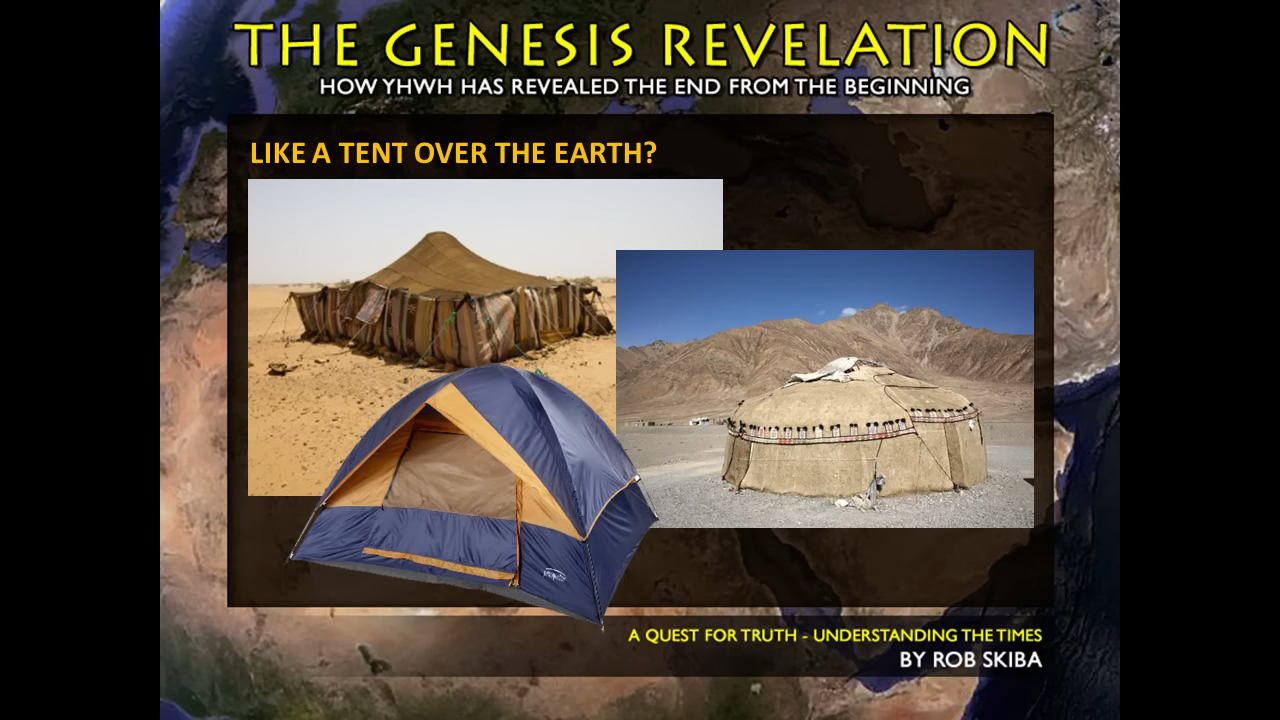 THE GENESIS REVELATION
HOW YHWH HAS REVEALED THE END FROM THE BEGINNING
LIKE A TENT OVER THE EARTH?
A QUEST FOR TRUTH - UNDERSTANDING THE TIMES
BY ROB SKIBA